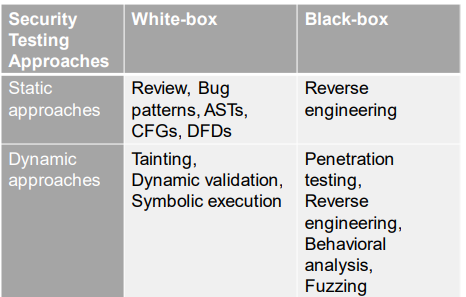 Security Testing Approaches
White-box
Black-box
Static approaches
Review, Bug
patterns, ASTs,
CFGs, DFDs
Reverse
engineering
Dynamic
approaches
Tainting,
Dynamic validation,
Symbolic execution
Penetration
testing,
Reverse
engineering,
Behavioral
analysis,
Fuzzing